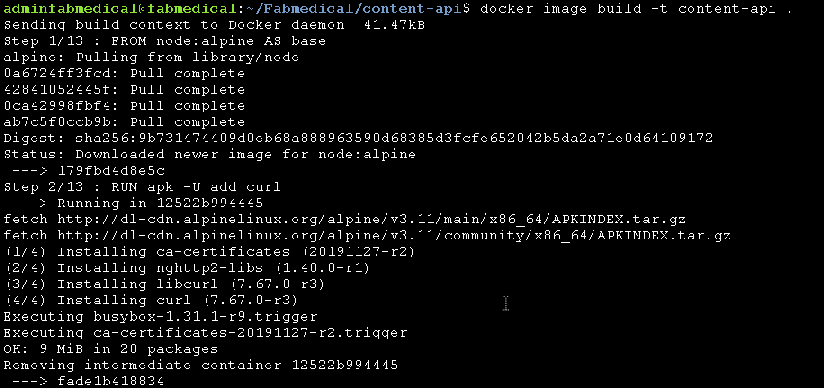 adminfabmedical@fabmedical:~/Fabmedical/content-api$ docker image build -t content-api .
Sending build context to Docker daemon  41.47kB
Step 1/13 : FROM node:alpine AS base
alpine: Pulling from library/node
0a6724ff3fcd: Pull complete
42841052445f: Pull complete
0ca42998fbf4: Pull complete
ab7c5f0ccb9b: Pull complete
Digest: sha256:9b731474409d0eb68a888963590d68385d3fcfe652042b5da2a71e0d64109172
Status: Downloaded newer image for node:alpine
 ---> 179fbd4d8e5c
Step 2/13 : RUN apk -U add curl
 ---> Running in 12522b994445
fetch http://dl-cdn.alpinelinux.org/alpine/v3.11/main/x86_64/APKINDEX.tar.gz
fetch http://dl-cdn.alpinelinux.org/alpine/v3.11/community/x86_64/APKINDEX.tar.gz
(1/4) Installing ca-certificates (20191127-r2)
(2/4) Installing nghttp2-libs (1.40.0-r1)
(3/4) Installing libcurl (7.67.0-r3)
(4/4) Installing curl (7.67.0-r3)
Executing busybox-1.31.1-r9.trigger
Executing ca-certificates-20191127-r2.trigger
OK: 9 MiB in 20 packages
Removing intermediate container 12522b994445
 ---> fade1b418834